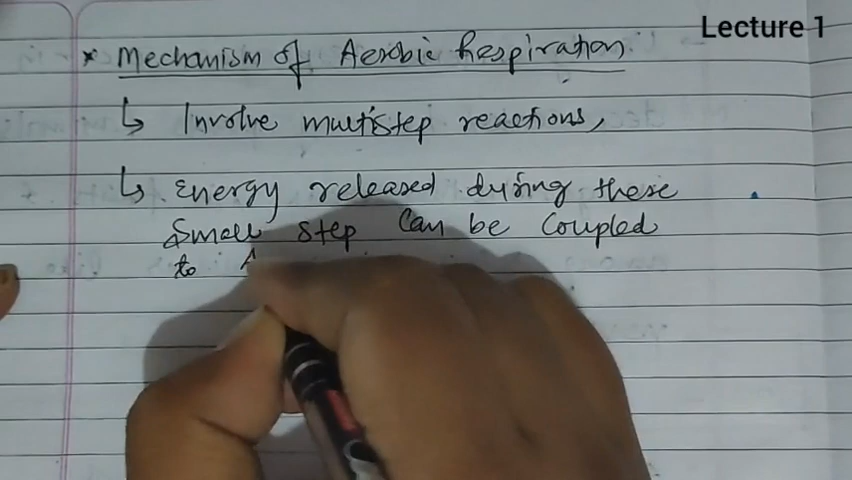 Lecture 1
* Mechanism of Aerobic Respiration
↳ Involve multistep reactions,
↳ Energy released during these
small step can be coupled
to A